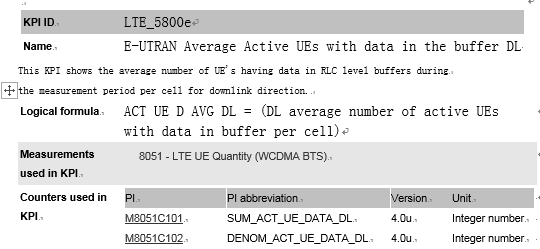 KPI ID LTE_5800e
Name E-UTRAN Average Active UEs with data in the buffer DL
This KPI shows the average number of UE's having data in RLC level buffers during
the measurement period per cell for downlink direction.
Logical formula ACT UE D AVG DL = (DL average number of active UEs
with data in buffer per cell)
Measurements used in KPI 8051 - LTE UE Quantity (WCDMA BTS)
Counters used in KPI PI PI abbreviation Version Unit
M8051C101 SUM_ACT_UE_DATA_DL 4.0u Integer number
M8051C102 DENOM_ACT_UE_DATA_DL 4.0u Integer number